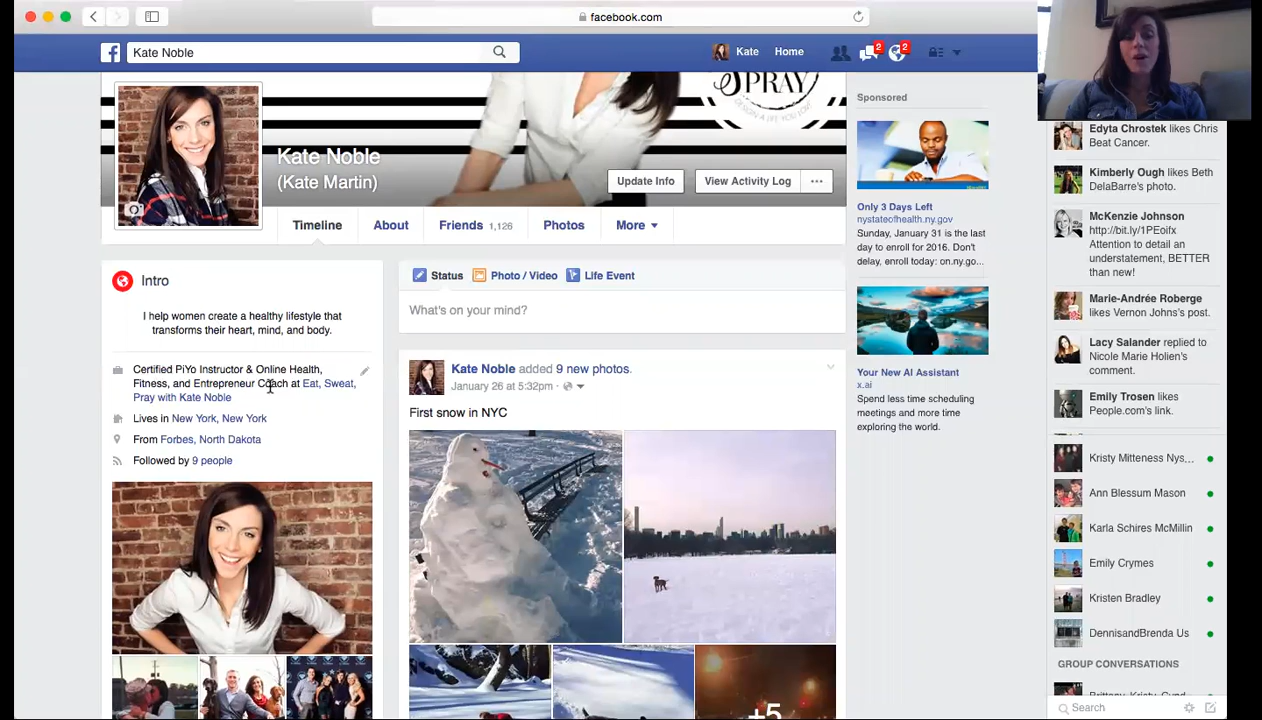 facebook.com
Kate Noble
Kate
Home
2
2
SPRAY
DESIGN A LIFE YOU LOVE
Kate Noble
(Kate Martin)
Update Info
View Activity Log
...
Timeline
About
Friends 1,126
Photos
More
Intro
I help women create a healthy lifestyle that
transforms their heart, mind, and body.
Certified PiYo Instructor & Online Health,
Fitness, and Entrepreneur Coach at Eat, Sweat,
Pray with Kate Noble
Lives in New York, New York
From Forbes, North Dakota
Followed by 9 people
Status
Photo / Video
Life Event
What's on your mind?
Kate Noble added 9 new photos.
January 26 at 5:32pm ·
First snow in NYC
+5
Sponsored
Only 3 Days Left
nystateofhealth.ny.gov
Sunday, January 31 is the last
day to enroll for 2016. Don't
delay, enroll today: on.ny.go...
Your New AI Assistant
x.ai
Spend less time scheduling
meetings and more time
exploring the world.
Edyta Chrostek likes Chris
Beat Cancer.
Kimberly Ough likes Beth
DelaBarre's photo.
McKenzie Johnson
http://bit.ly/1PEoifx
Attention to detail an
understatement, BETTER
than new!
Marie-Andrée Roberge
likes Vernon Johns's post.
Lacy Salander replied to
Nicole Marie Holien's
comment.
Emily Trosen likes
People.com's link.
Kristy Mitteness Nys...
Ann Blessum Mason
Karla Schires McMillin
Emily Crymes
Kristen Bradley
DennisandBrenda Us
GROUP CONVERSATIONS
Search